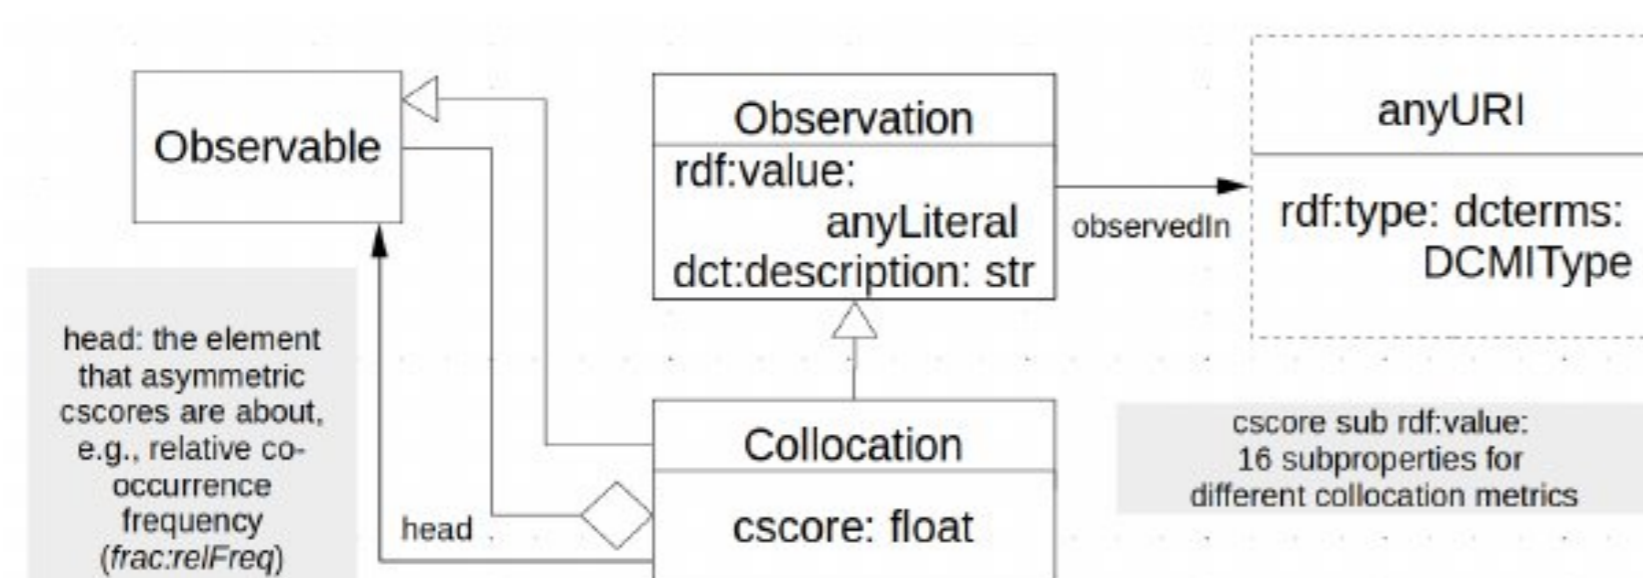 Observable
head: the element
that asymmetric
cscores are about,
e.g., relative co-
occurrence
frequency
(frac:relFreq)
head
Observation
rdf:value:
anyLiteral
dct:description: str
observedIn
anyURI
rdf:type: dcterms:
DCMIType
Collocation
cscore: float
cscore sub rdf:value:
16 subproperties for
different collocation metrics